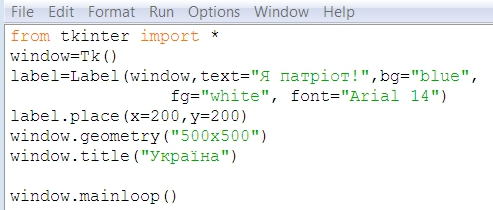 File Edit Format Run Options Window Help
from tkinter import *
window=Tk()
label=Label(window,text="Я патріот!",bg="blue",
fg="white", font="Arial 14")
label.place(x=200,y=200)
window.geometry("500x500")
window.title("Україна")
window.mainloop()